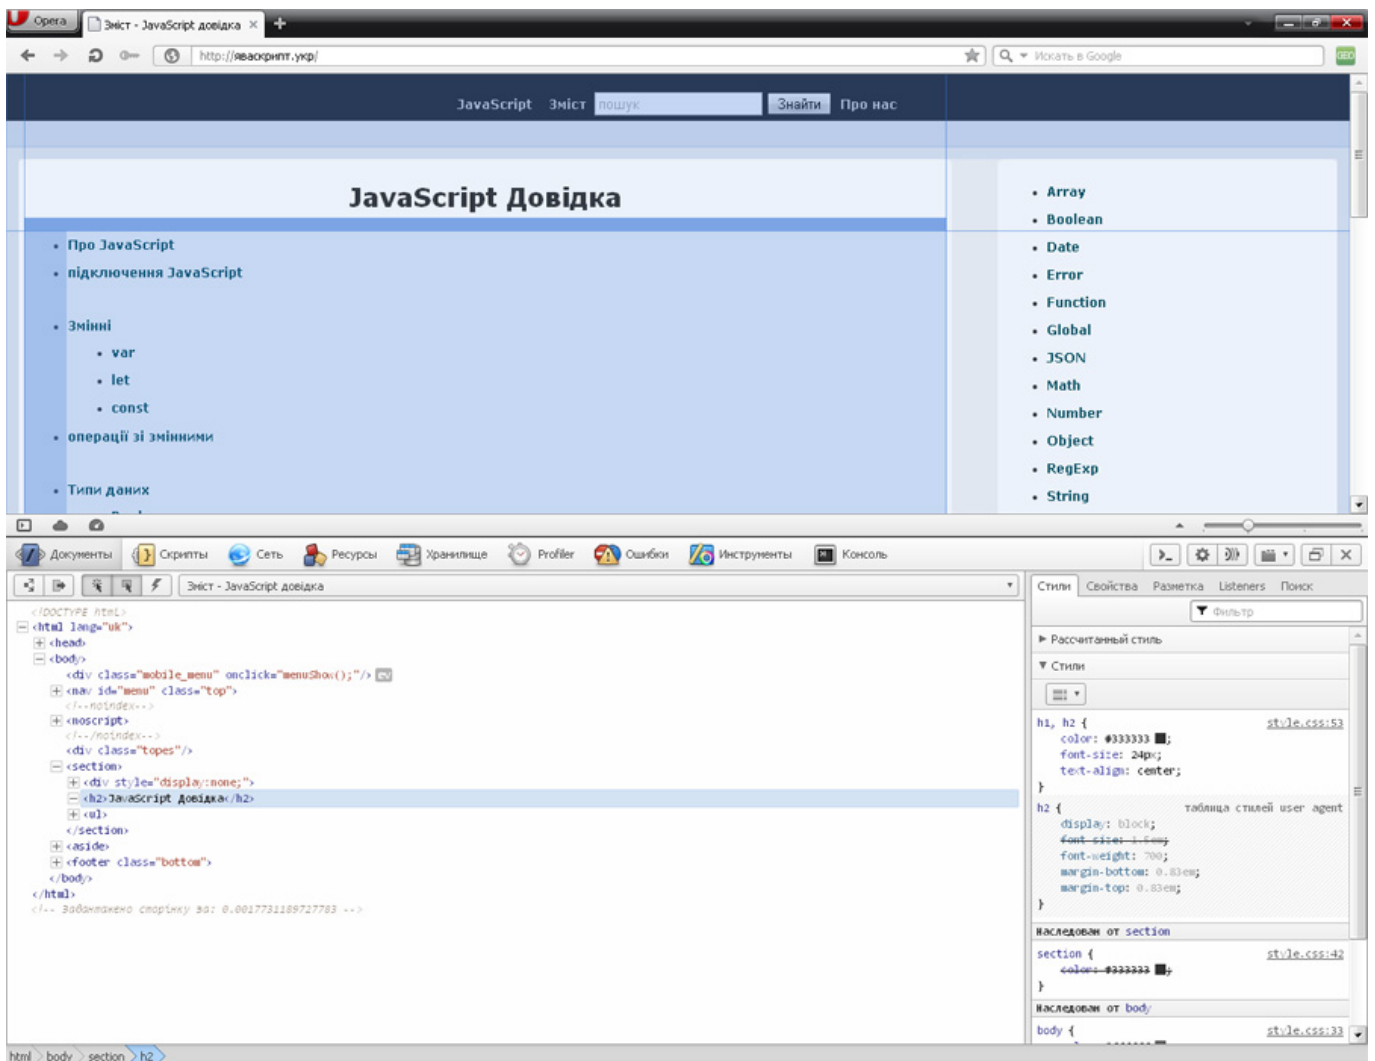 Opera
Зміст - JavaScript довідка
http://яваскрипт.укр/
Искать в Google
JavaScript Зміст пошук Знайти Про нас
JavaScript Довідка
Про JavaScript
підключення JavaScript
Змінні
var
let
const
операції зі змінними
Типи даних
Array
Boolean
Date
Error
Function
Global
JSON
Math
Number
Object
RegExp
String
Документы Скрипты Сеть Ресурсы Хранилище Profiler Ошибки Инструменты Консоль
Зміст - JavaScript довідка
<!DOCTYPE html>
<html lang="uk">
<head>
<body>
<div class="mobile_menu" onclick="menuShow();"/> ev
<nav id="menu" class="top">
<!--noindex-->
<noscript>
<!--/noindex-->
<div class="topes"/>
<section>
<div style="display:none;">
<h2>JavaScript Довідка</h2>
<ul>
</section>
<aside>
<footer class="bottom">
</body>
</html>
<!-- Завантажено сторінку за: 0.0017731189727783 -->
html body section h2
Стили Свойства Разметка Listeners Поиск
Фильтр
Рассчитанный стиль
Стили
h1, h2 { style.css:53
color: #333333;
font-size: 24px;
text-align: center;
}
h2 { таблица стилей user agent
display: block;
font-size: 1.5em;
font-weight: 700;
margin-bottom: 0.83em;
margin-top: 0.83em;
}
Наследован от section
section { style.css:42
color: #333333;
}
Наследован от body
body { style.css:33